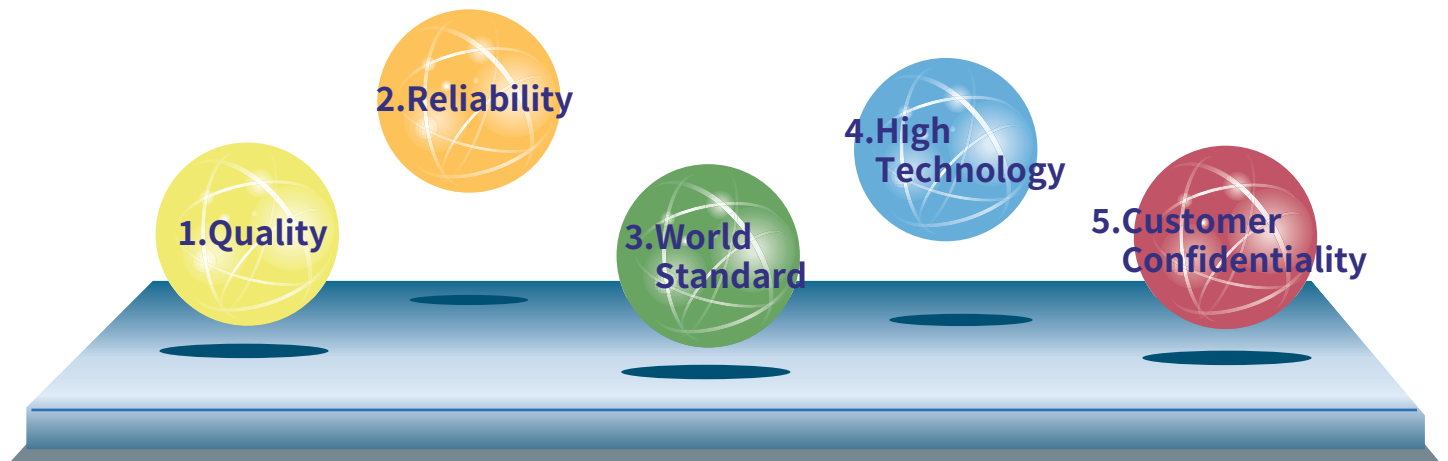 1.Quality
2.Reliability
3.World
Standard
4.High
Technology
5.Customer
Confidentiality